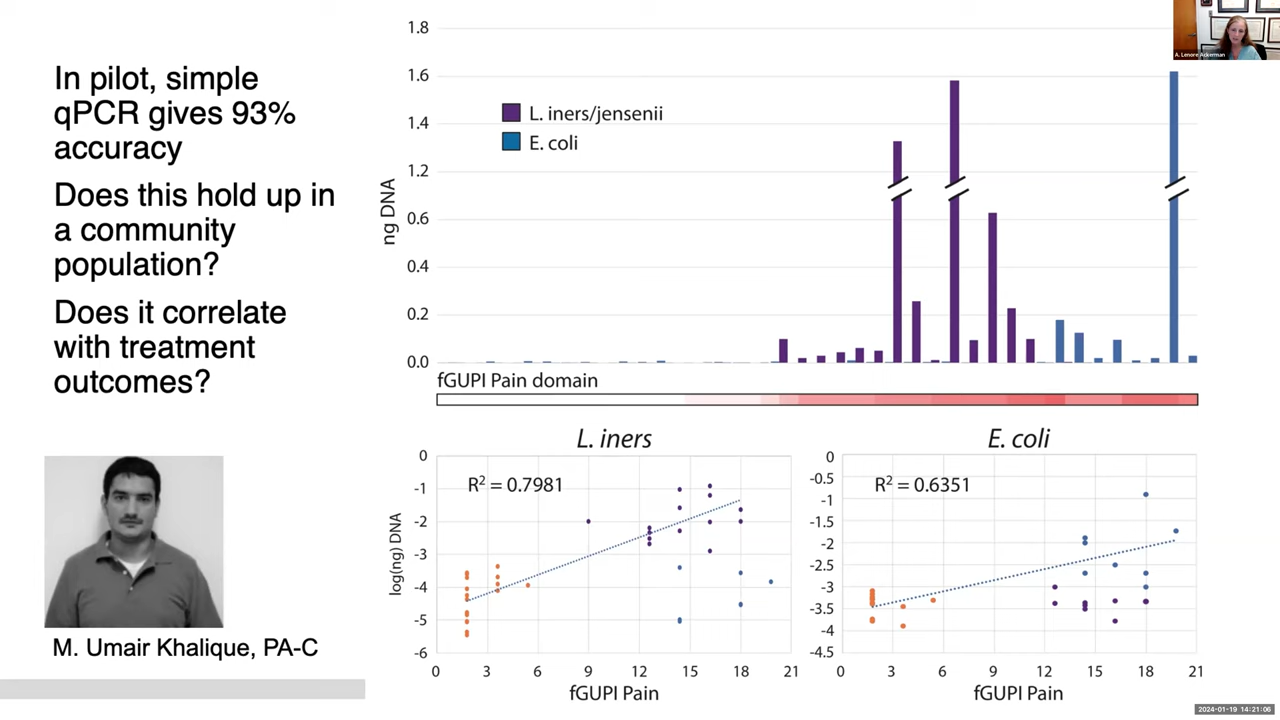 In pilot, simple
qPCR gives 93%
accuracy
Does this hold up in
a community
population?
Does it correlate
with treatment
outcomes?
M. Umair Khalique, PA-C
A. Lenore Ackerman
1.8
1.6
1.4
1.2
0.6
0.4
0.2
0.0
ng DNA
L. iners/jensenii
E. coli
fGUPI Pain domain
L. iners
R² = 0.7981
0
-1
-2
-3
-4
-5
-6
log(ng) DNA
0 3 6 9 12 15 18 21
fGUPI Pain
E. coli
R² = 0.6351
0
-0.5
-1
-1.5
-2
-2.5
-3
-3.5
-4
-4.5
0 3 6 9 12 15 18 21
fGUPI Pain
2024-01-19 14:21:06